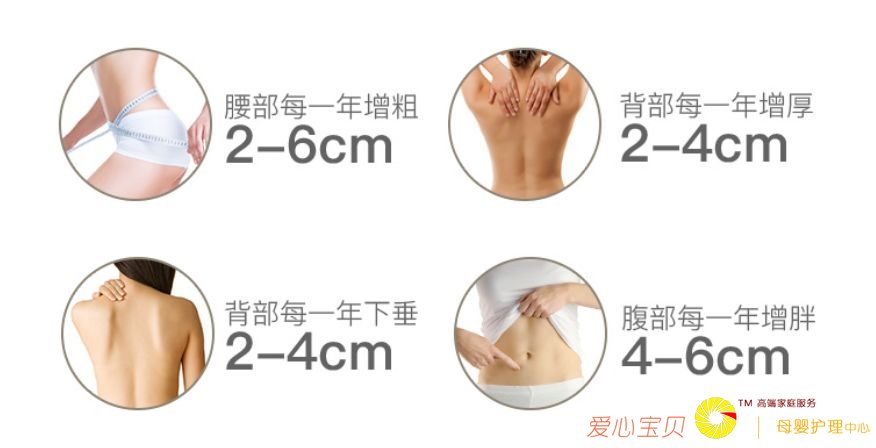 腰部每一年增粗
2-6cm
背部每一年增厚
2-4cm
背部每一年下垂
2-4cm
腹部每一年增胖
4-6cm
爱心宝贝
TM 高端家庭服务
母婴护理中心